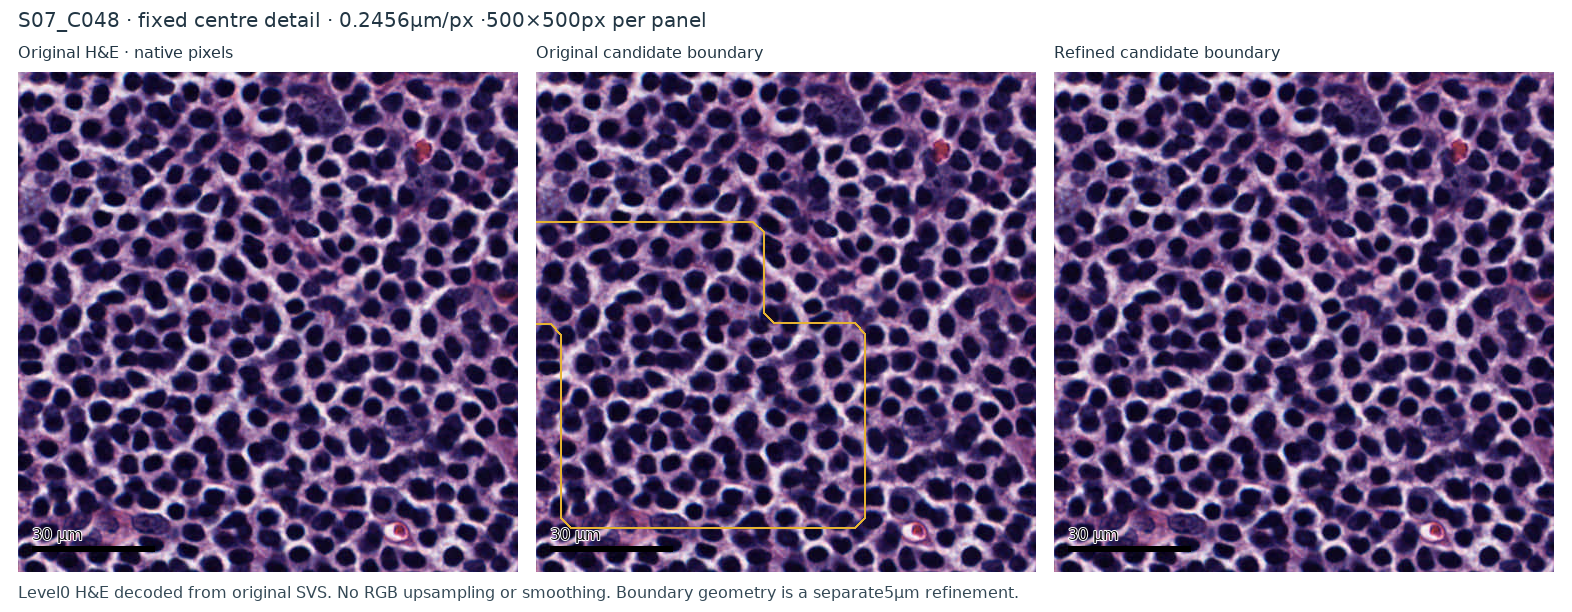 S07_C048 · fixed centre detail · 0.2456µm/px ·500×500px per panel
Original H&E · native pixels
Original candidate boundary
Refined candidate boundary
30 µm
30 µm
30 µm
Level0 H&E decoded from original SVS. No RGB upsampling or smoothing. Boundary geometry is a separate5µm refinement.